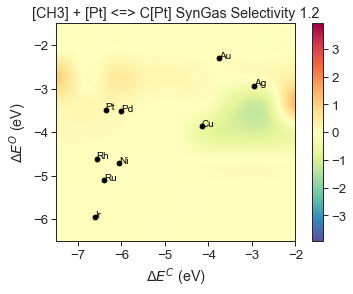 [CH3] + [Pt] <=> C[Pt] SynGas Selectivity 1.2
ΔE^O (eV)
−2
−3
−4
−5
−6
Au
Ag
Pt
Pd
Cu
Rh
Ni
Ru
Ir
−7 −6 −5 −4 −3 −2
ΔE^C (eV)
3
2
1
0
−1
−2
−3